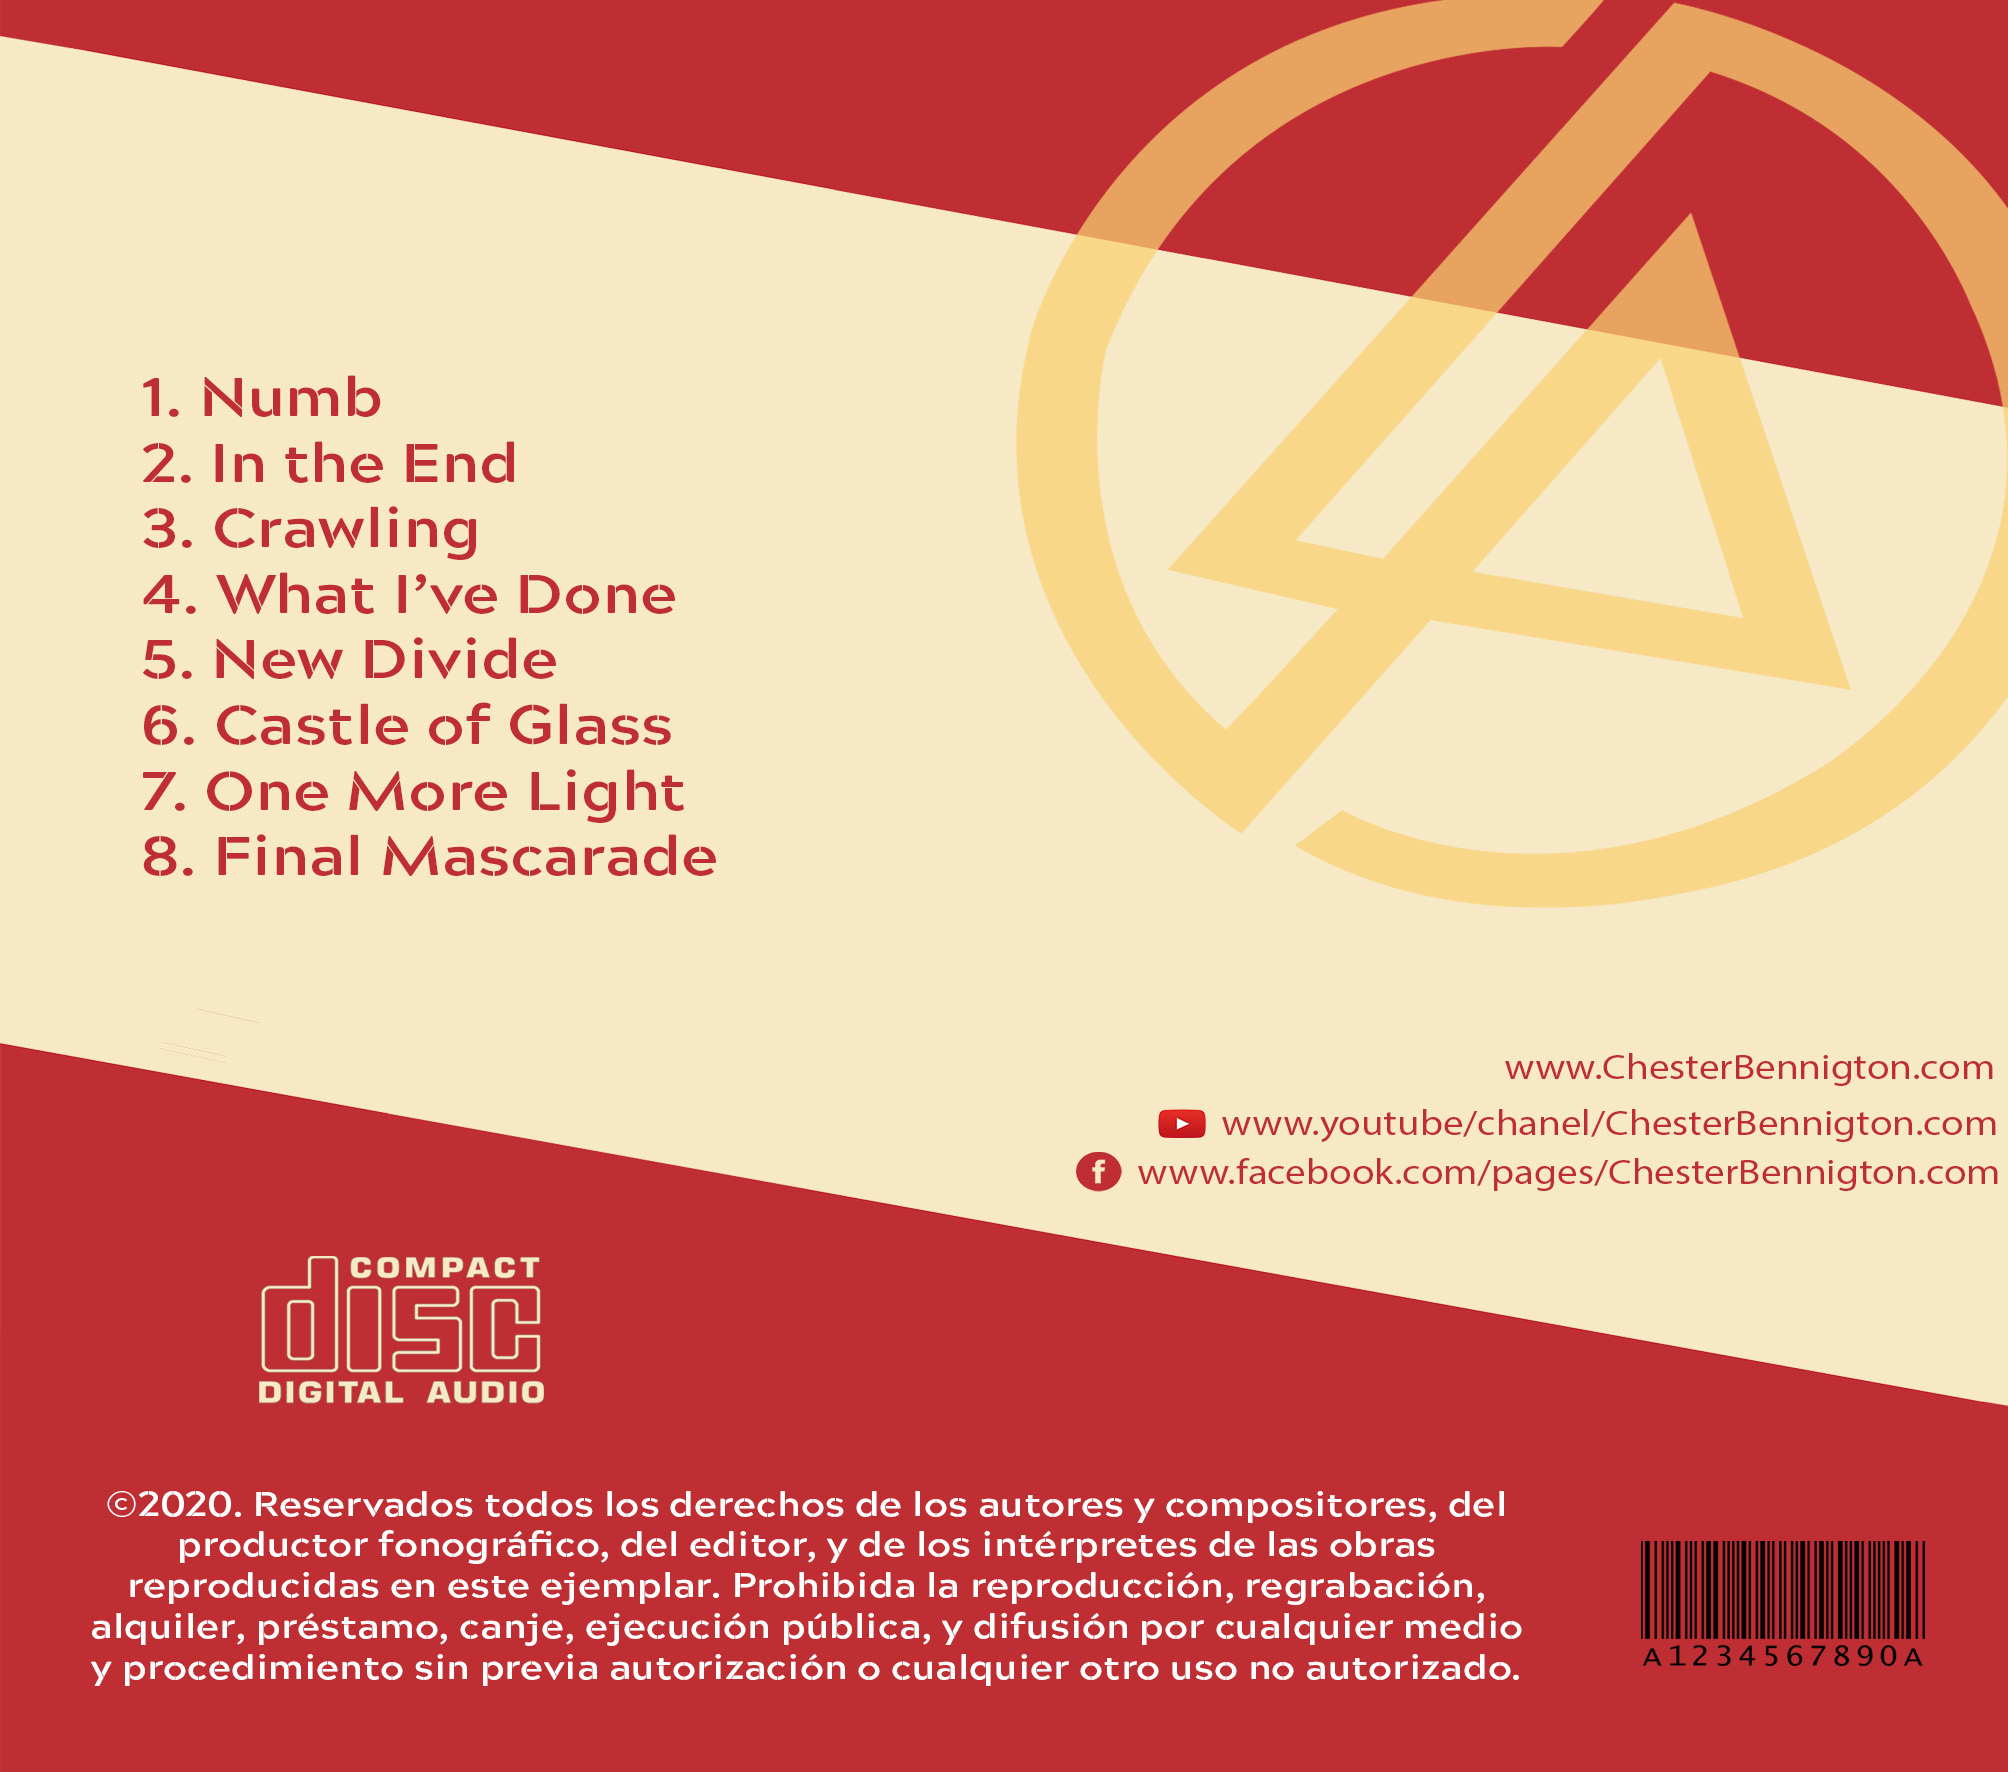 1. Numb
2. In the End
3. Crawling
4. What I’ve Done
5. New Divide
6. Castle of Glass
7. One More Light
8. Final Mascarade
www.ChesterBennigton.com
www.youtube/chanel/ChesterBennigton.com
f www.facebook.com/pages/ChesterBennigton.com
COMPACT
disc
DIGITAL AUDIO
©2020. Reservados todos los derechos de los autores y compositores, del
productor fonográfico, del editor, y de los intérpretes de las obras
reproducidas en este ejemplar. Prohibida la reproducción, regrabación,
alquiler, préstamo, canje, ejecución pública, y difusión por cualquier medio
y procedimiento sin previa autorización o cualquier otro uso no autorizado.
A1234567890A